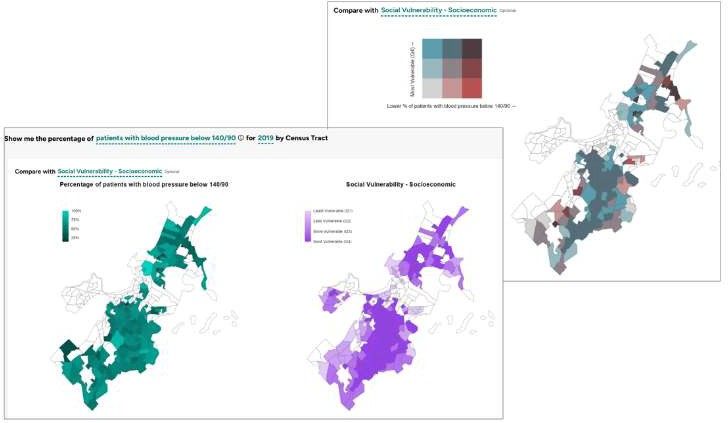 Compare with Social Vulnerability - Socioeconomic Optional
Most Vulnerable (Q4) →
Lower % of patients with blood pressure below 140/90 →
Show me the percentage of patients with blood pressure below 140/90 ⓘ for 2019 by Census Tract
Compare with Social Vulnerability - Socioeconomic Optional
Percentage of patients with blood pressure below 140/90
100%
75%
50%
25%
Social Vulnerability - Socioeconomic
Least Vulnerable (Q1)
Less Vulnerable (Q2)
More Vulnerable (Q3)
Most Vulnerable (Q4)